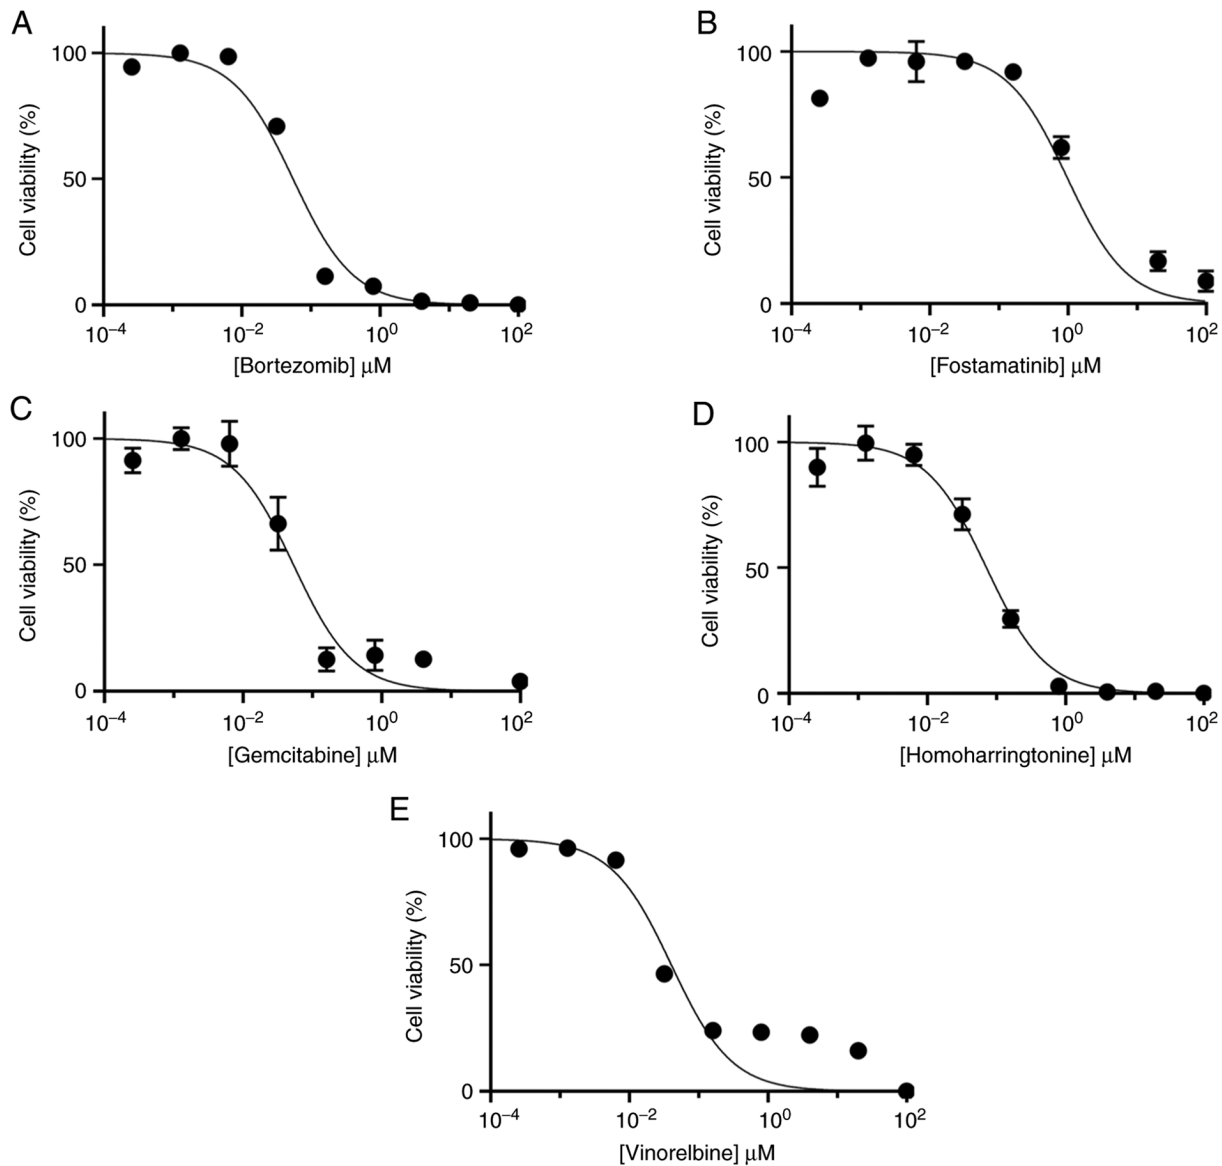 A
Cell viability (%)
100
50
0
10⁻⁴
10⁻²
10⁰
10²
[Bortezomib] μM
B
Cell viability (%)
100
50
0
10⁻⁴
10⁻²
10⁰
10²
[Fostamatinib] μM
C
Cell viability (%)
100
50
0
10⁻⁴
10⁻²
10⁰
10²
[Gemcitabine] μM
D
Cell viability (%)
100
50
0
10⁻⁴
10⁻²
10⁰
10²
[Homoharringtonine] μM
E
Cell viability (%)
100
50
0
10⁻⁴
10⁻²
10⁰
10²
[Vinorelbine] μM